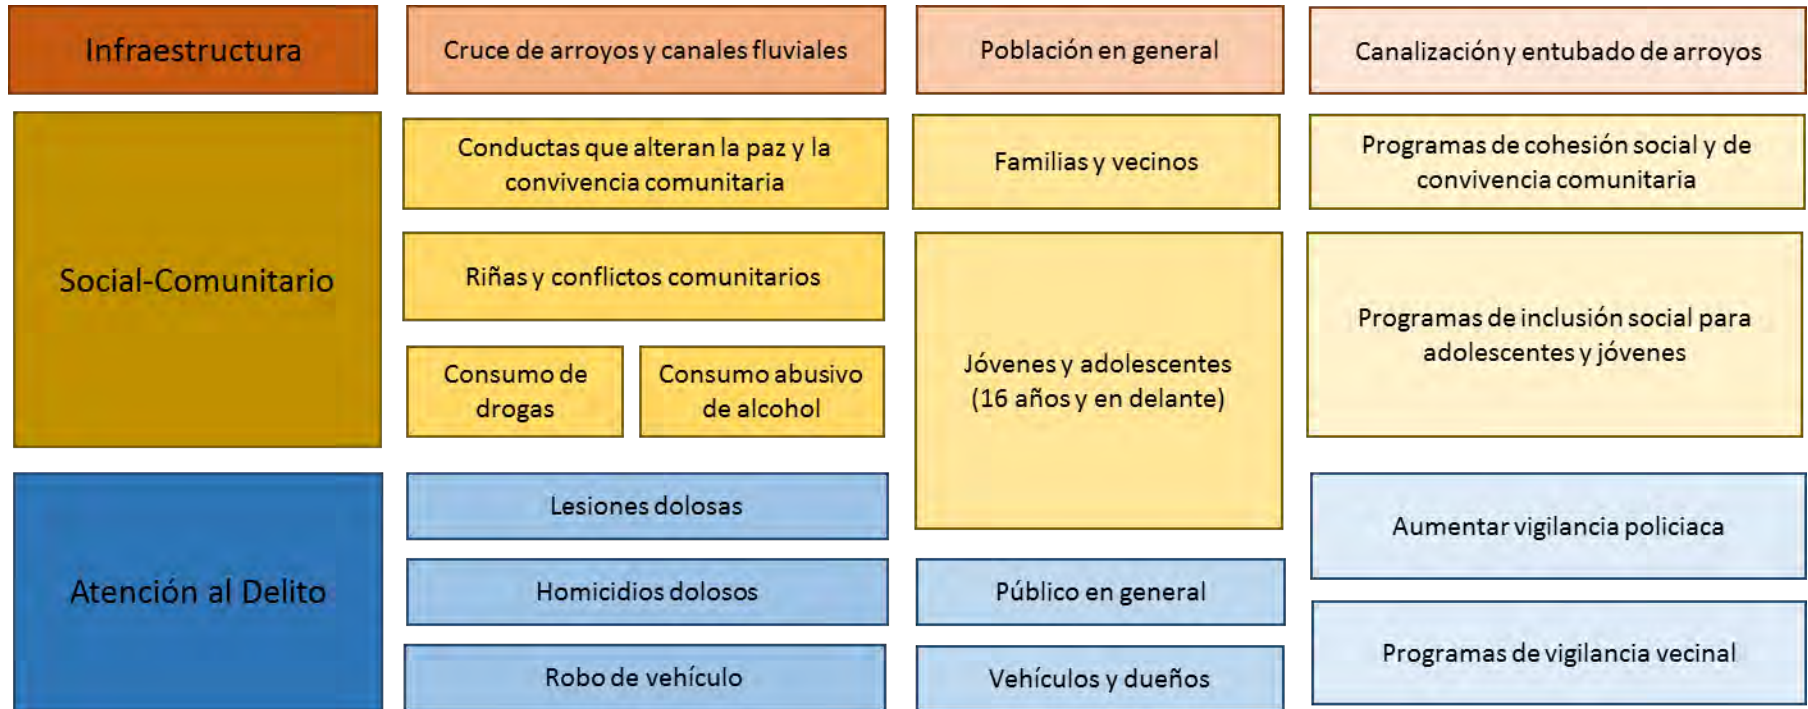 Infraestructura
Cruce de arroyos y canales fluviales
Población en general
Canalización y entubado de arroyos
Social-Comunitario
Conductas que alteran la paz y la
convivencia comunitaria
Familias y vecinos
Programas de cohesión social y de
convivencia comunitaria
Riñas y conflictos comunitarios
Consumo de
drogas
Consumo abusivo
de alcohol
Jóvenes y adolescentes
(16 años y en delante)
Programas de inclusión social para
adolescentes y jóvenes
Atención al Delito
Lesiones dolosas
Homicidios dolosos
Robo de vehículo
Público en general
Vehículos y dueños
Aumentar vigilancia policiaca
Programas de vigilancia vecinal